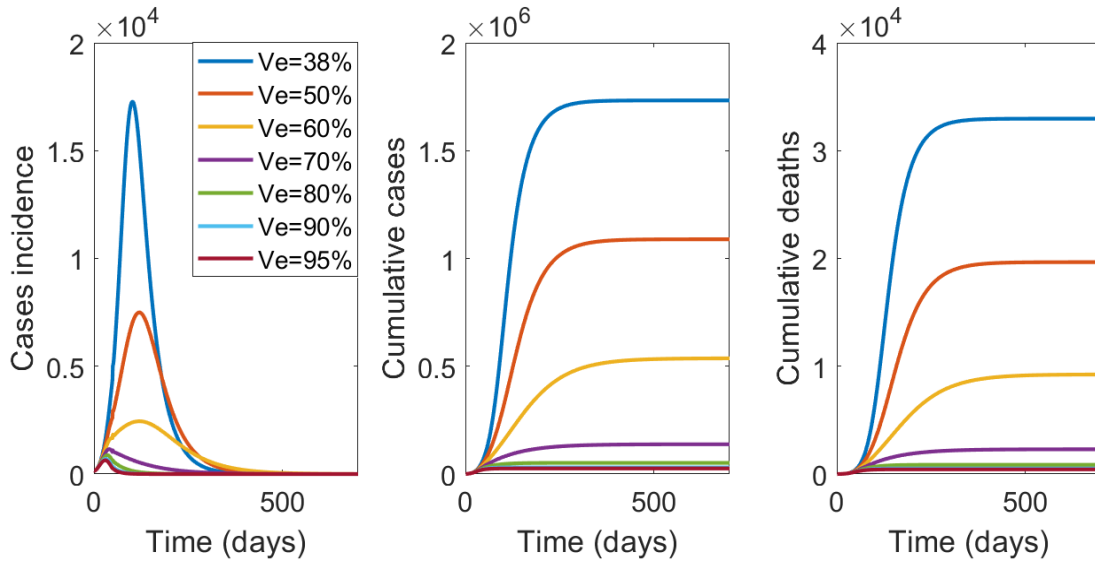 ×10^4
2
1.5
1
0.5
0
0
500
Cases incidence
Time (days)
Ve=38%
Ve=50%
Ve=60%
Ve=70%
Ve=80%
Ve=90%
Ve=95%
×10^6
2
1.5
1
0.5
0
0
500
Cumulative cases
Time (days)
×10^4
4
3
2
1
0
0
500
Cumulative deaths
Time (days)